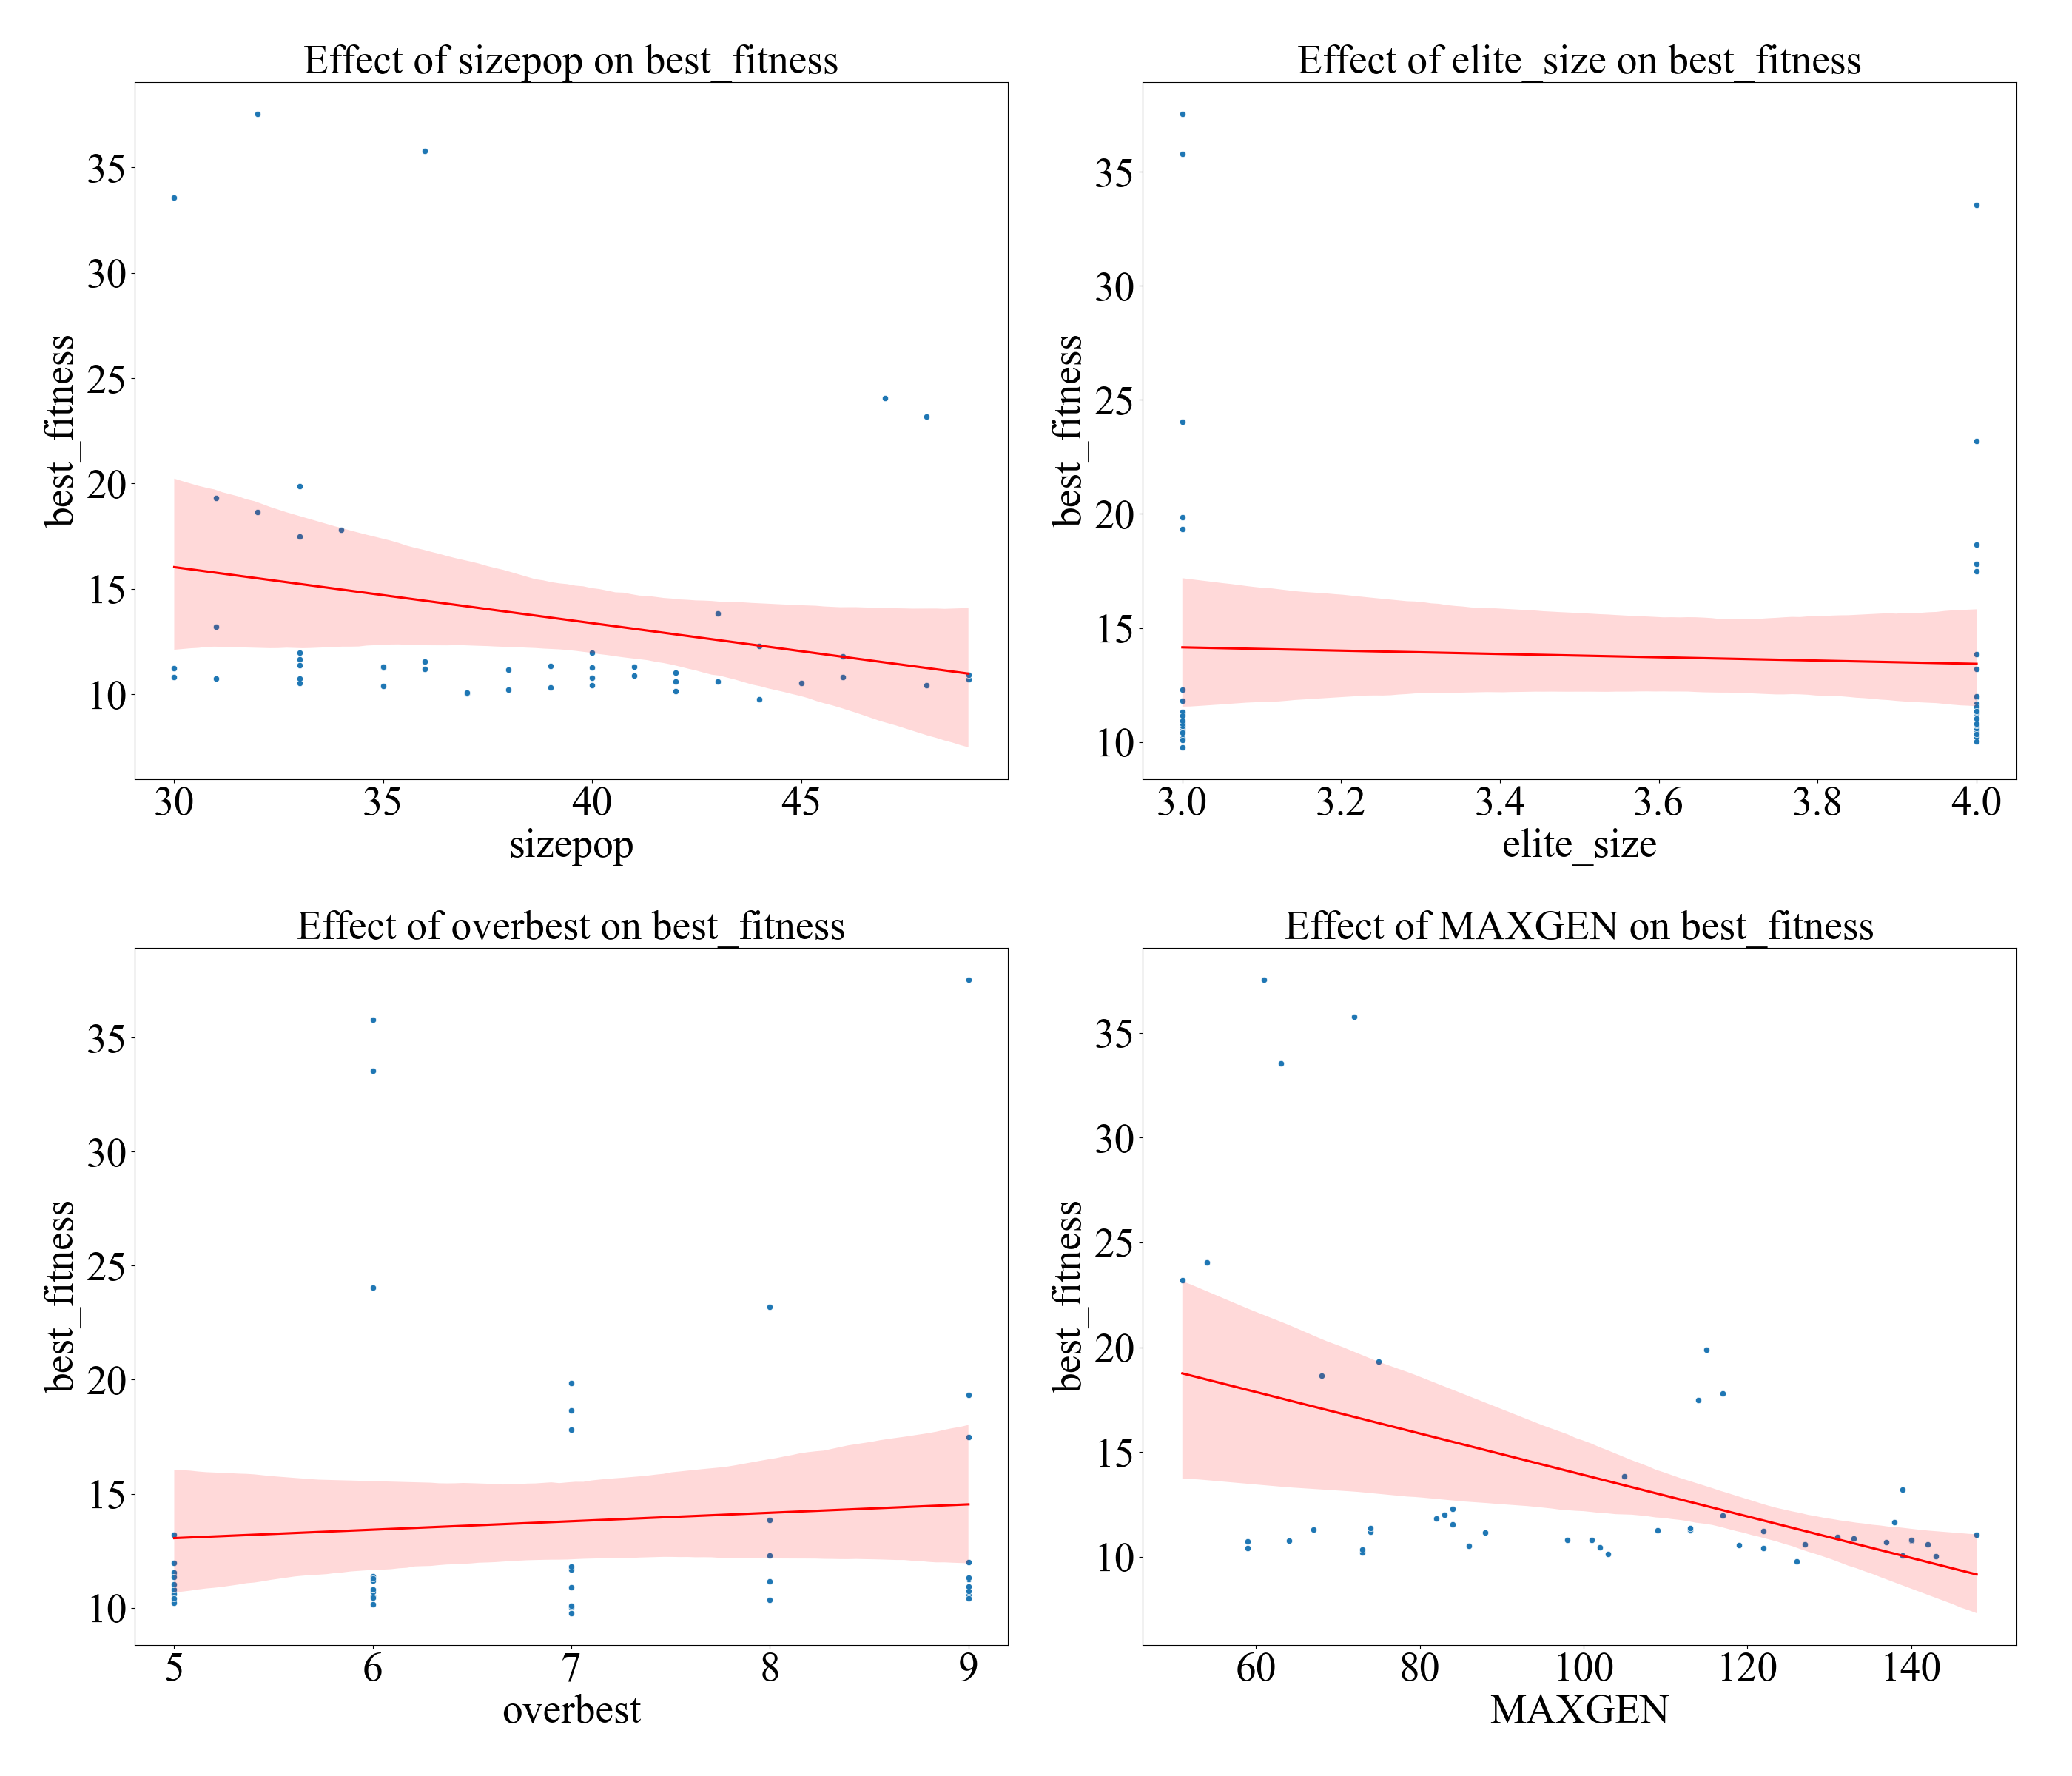 Effect of sizepop on best_fitness
best_fitness
35
30
25
20
15
10
30 35 40 45
sizepop
Effect of elite_size on best_fitness
best_fitness
35
30
25
20
15
10
3.0 3.2 3.4 3.6 3.8 4.0
elite_size
Effect of overbest on best_fitness
best_fitness
35
30
25
20
15
10
5 6 7 8 9
overbest
Effect of MAXGEN on best_fitness
best_fitness
35
30
25
20
15
10
60 80 100 120 140
MAXGEN